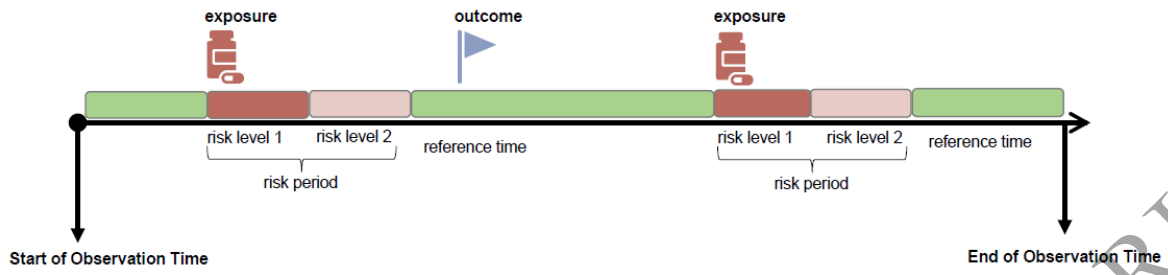 exposure outcome exposure
risk level 1 risk level 2 reference time risk level 1 risk level 2 reference time
risk period risk period
Start of Observation Time End of Observation Time